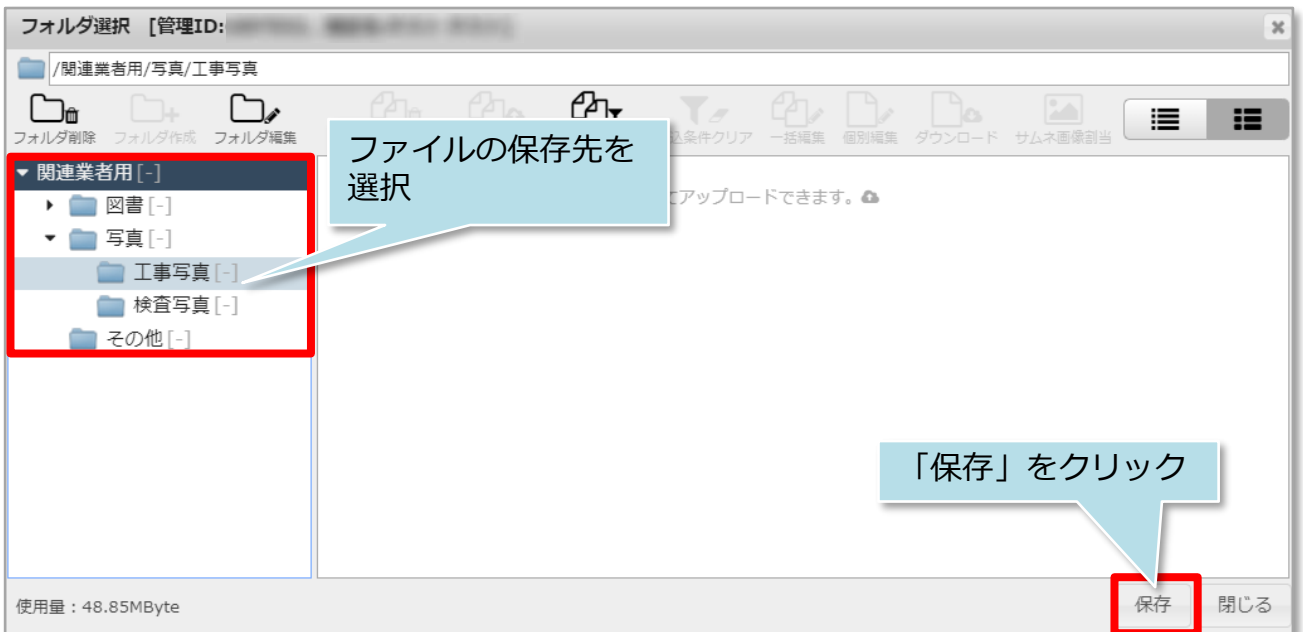 フォルダ選択 [管理ID:
/関連業者用/写真/工事写真
フォルダ削除 フォルダ作成 フォルダ編集 込条件クリア 一括編集 個別編集 ダウンロード サムネ画像割当
ファイルの保存先を
選択
関連業者用[-]
図書[-]
写真[-]
工事写真[-]
検査写真[-]
その他[-]
てアップロードできます。
「保存」をクリック
使用量：48.85MByte
保存 閉じる